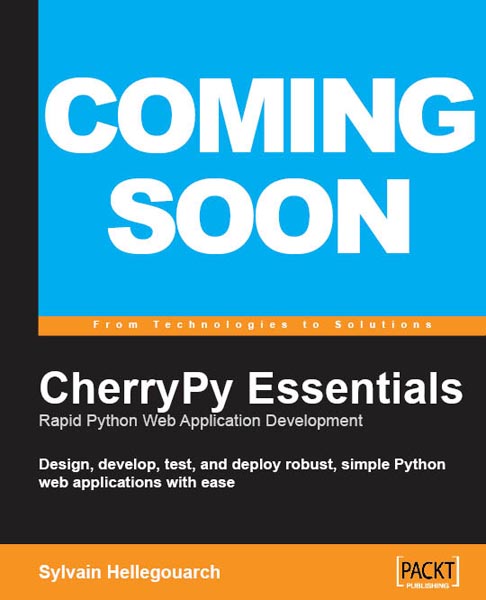 COMING
SOON
From Technologies to Solutions
CherryPy Essentials
Rapid Python Web Application Development
Design, develop, test, and deploy robust, simple Python
web applications with ease
Sylvain Hellegouarch
[PACKT]
PUBLISHING